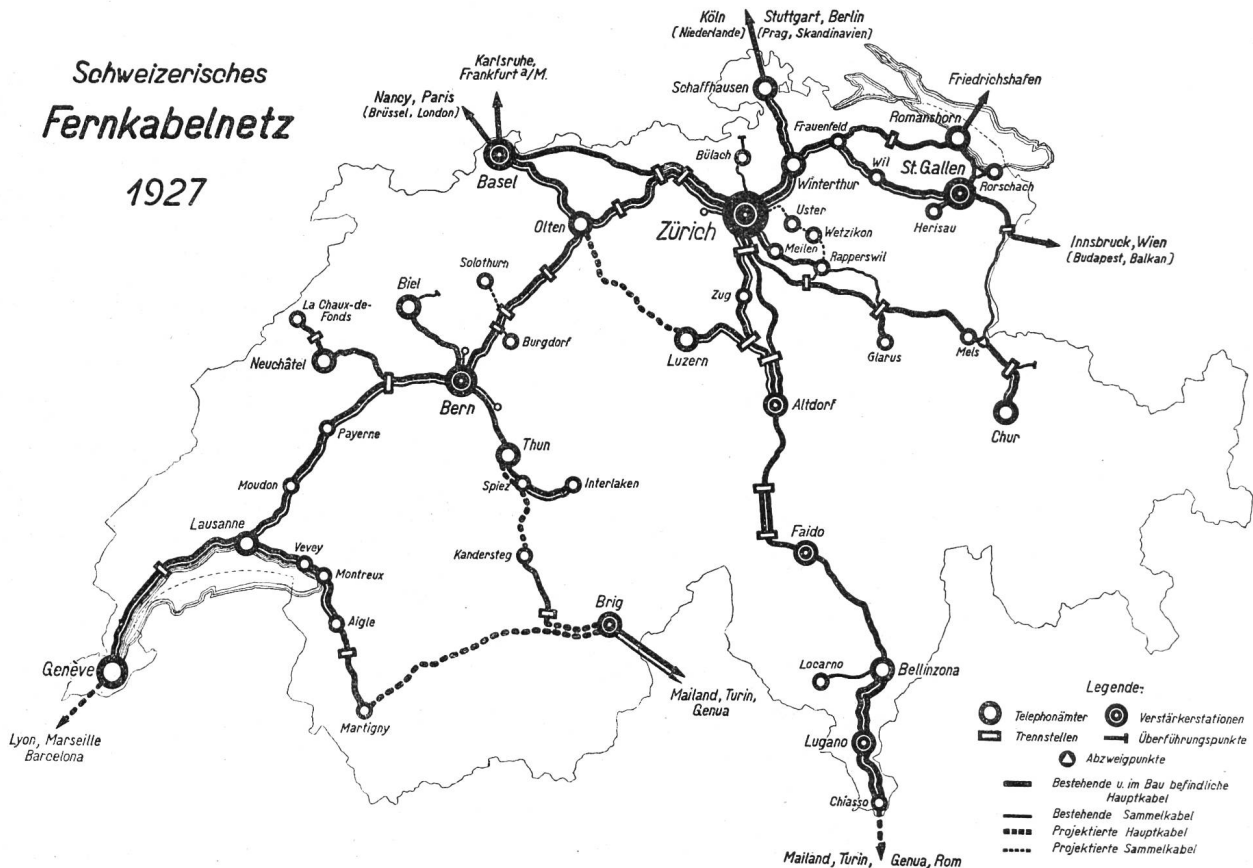 Schweizerisches
Fernkabelnetz
1927
Köln
(Niederlande)
Stuttgart, Berlin
(Prag, Skandinavien)
Karlsruhe,
Frankfurt a/M.
Nancy, Paris
(Brüssel, London)
Schaffhausen
Friedrichshafen
Romanshorn
Frauenfeld
Bülach
Basel
Winterthur
Wil
St. Gallen
Rorschach
Olten
Zürich
Uster
Wetzikon
Herisau
Innsbruck, Wien
(Budapest, Balkan)
Meilen
Rapperswil
Solothurn
Biel
Zug
La Chaux-de-
Fonds
Burgdorf
Neuchâtel
Luzern
Glarus
Mels
Bern
Altdorf
Chur
Payerne
Thun
Moudon
Spiez
Interlaken
Lausanne
Vevey
Faido
Kandersteg
Montreux
Aigle
Brig
Genève
Locarno
Bellinzona
Martigny
Mailand, Turin,
Genua
Lyon, Marseille
Barcelona
Lugano
Chiasso
Mailand, Turin,
Genua, Rom
Legende:
Telephonämter
Verstärkerstationen
Trennstellen
Überführungspunkte
Abzweigpunkte
Bestehende u. im Bau befindliche
Hauptkabel
Bestehende Sammelkabel
Projektierte Hauptkabel
Projektierte Sammelkabel